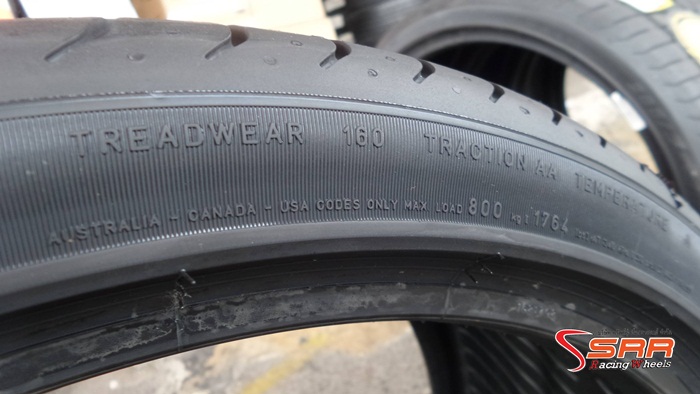 TREADWEAR 160 TRACTION AA TEMPERATURE
AUSTRALIA - CANADA - USA CODES ONLY MAX LOAD 800 kg: 1764
SRR
Racing Wheels